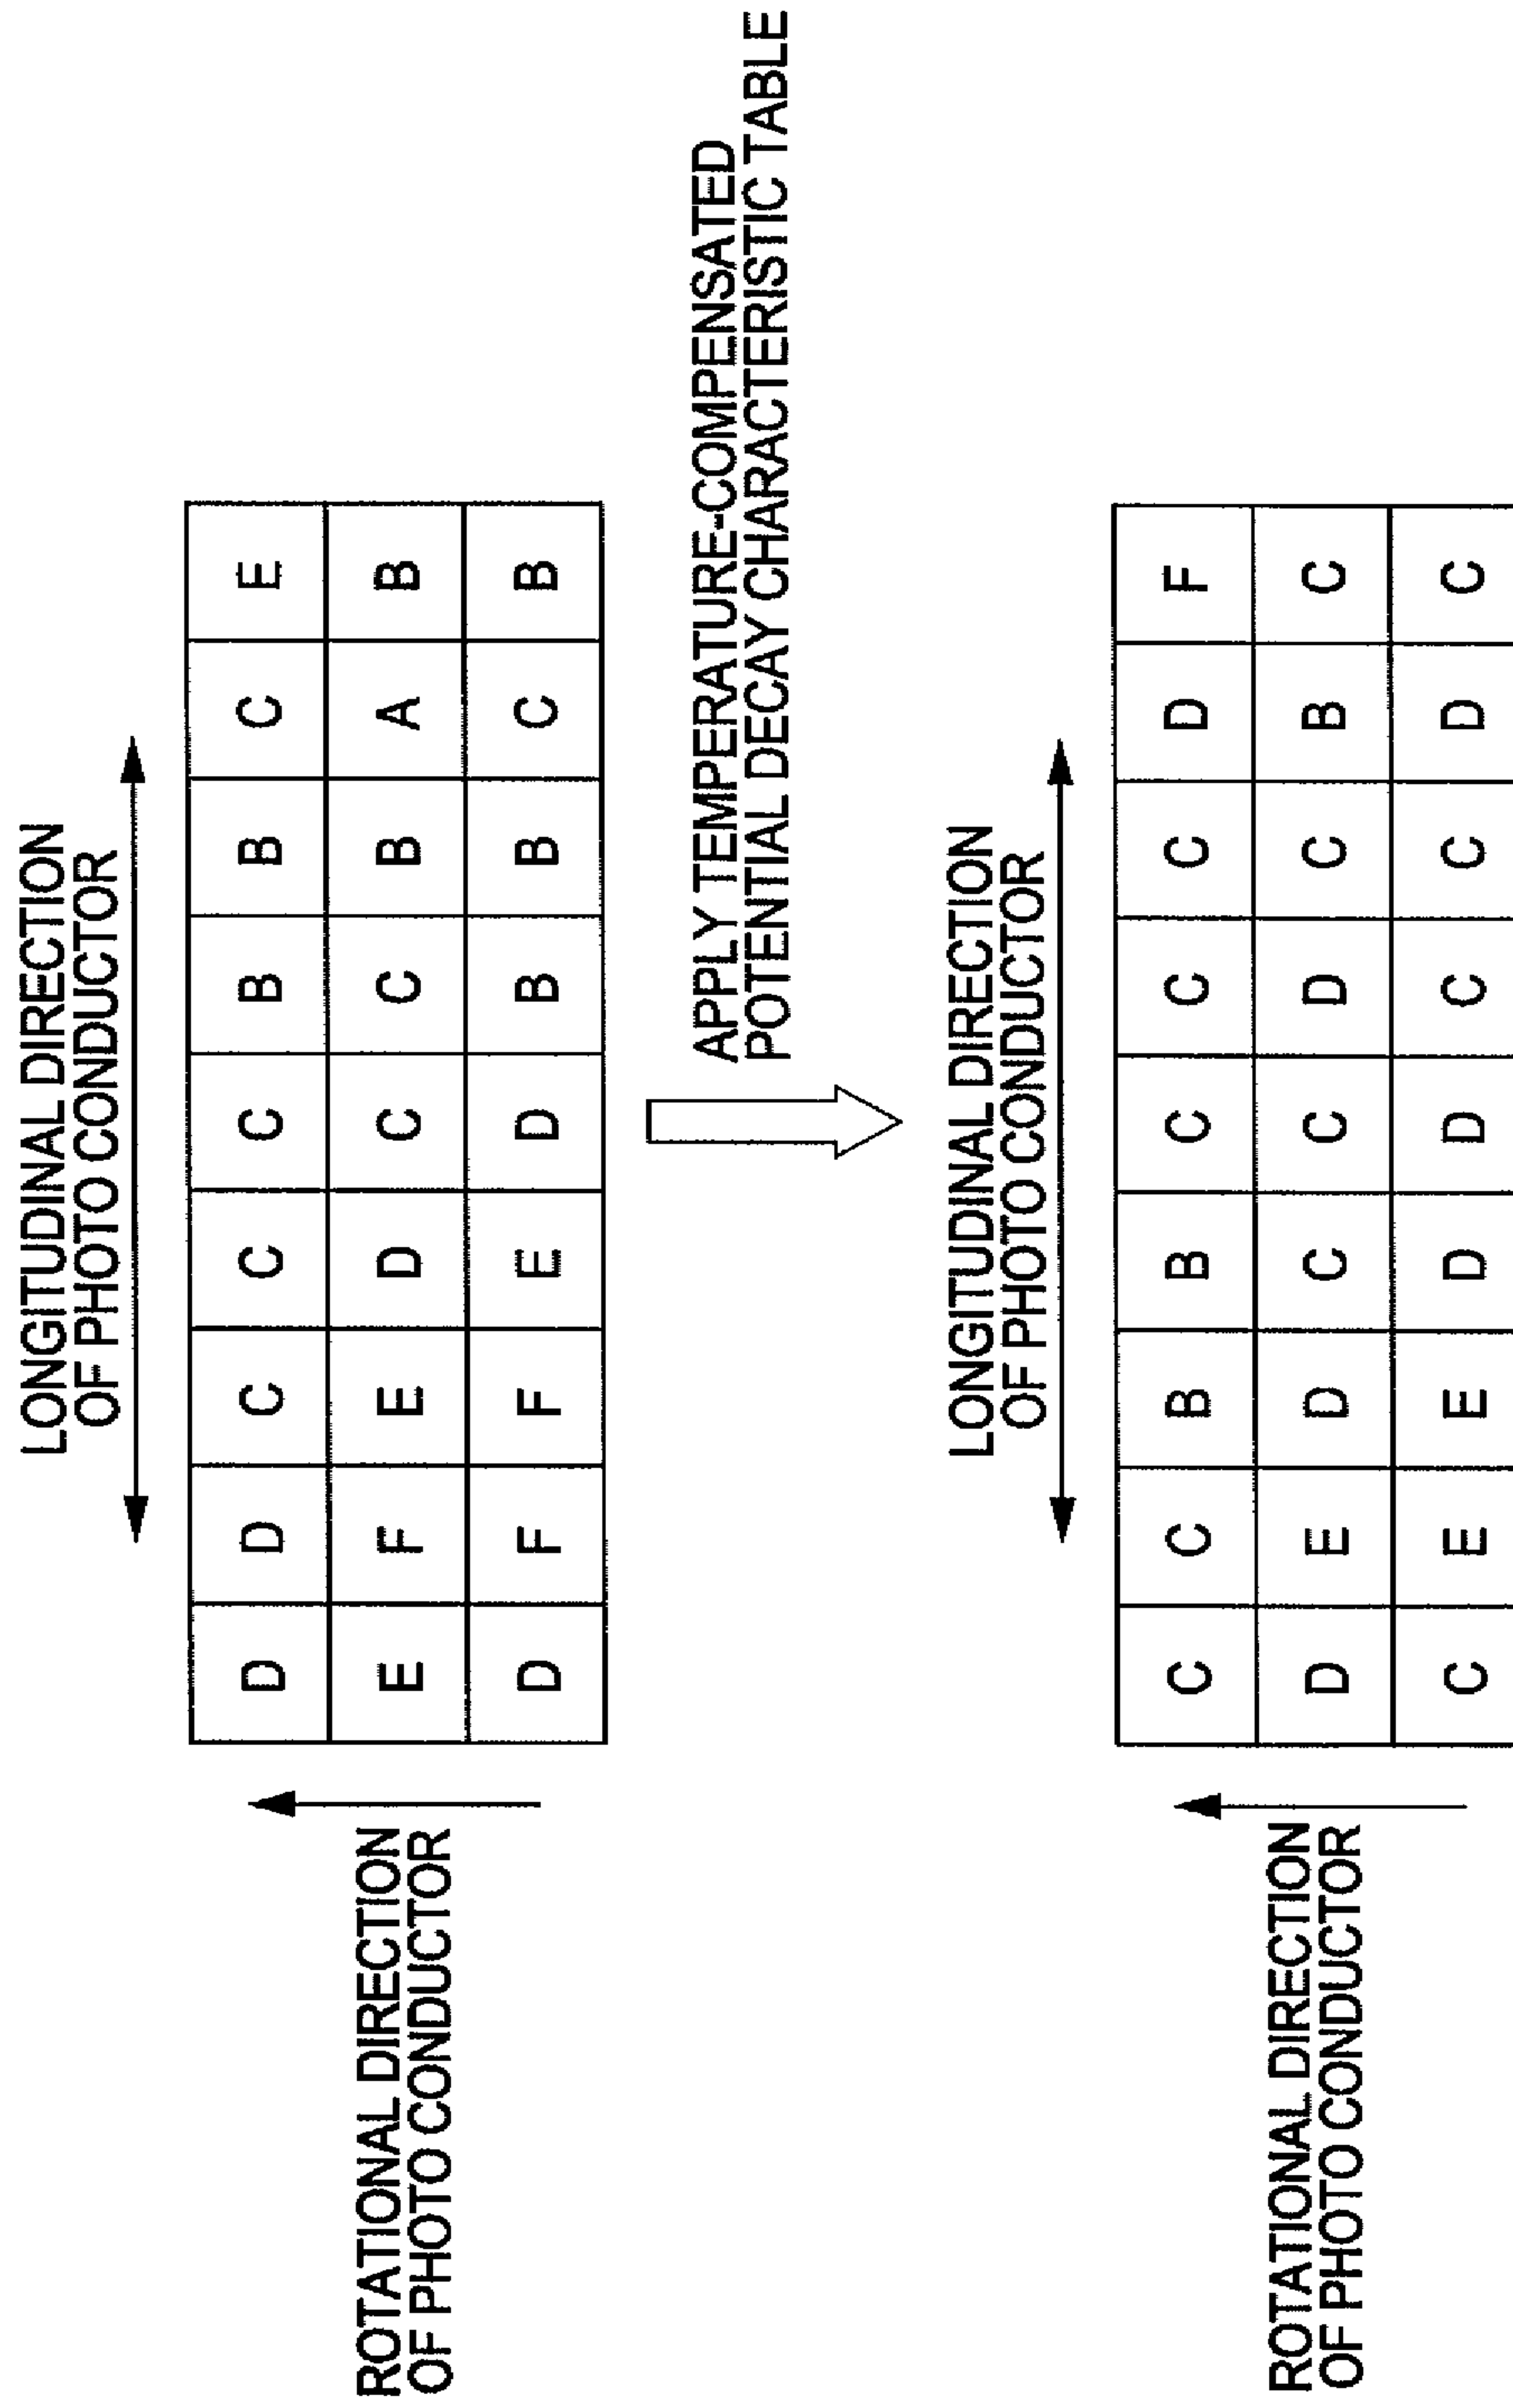 LONGITUDINAL DIRECTION
OF PHOTO CONDUCTOR
ROTATIONAL DIRECTION
OF PHOTO CONDUCTOR
D D C C C B B C E
E F E D C C B A B
D F F E D B B C B
APPLY TEMPERATURE-COMPENSATED
POTENTIAL DECAY CHARACTERISTIC TABLE
LONGITUDINAL DIRECTION
OF PHOTO CONDUCTOR
ROTATIONAL DIRECTION
OF PHOTO CONDUCTOR
C C B B C C C D F
D E D C C D C B C
C E E D D C C D C